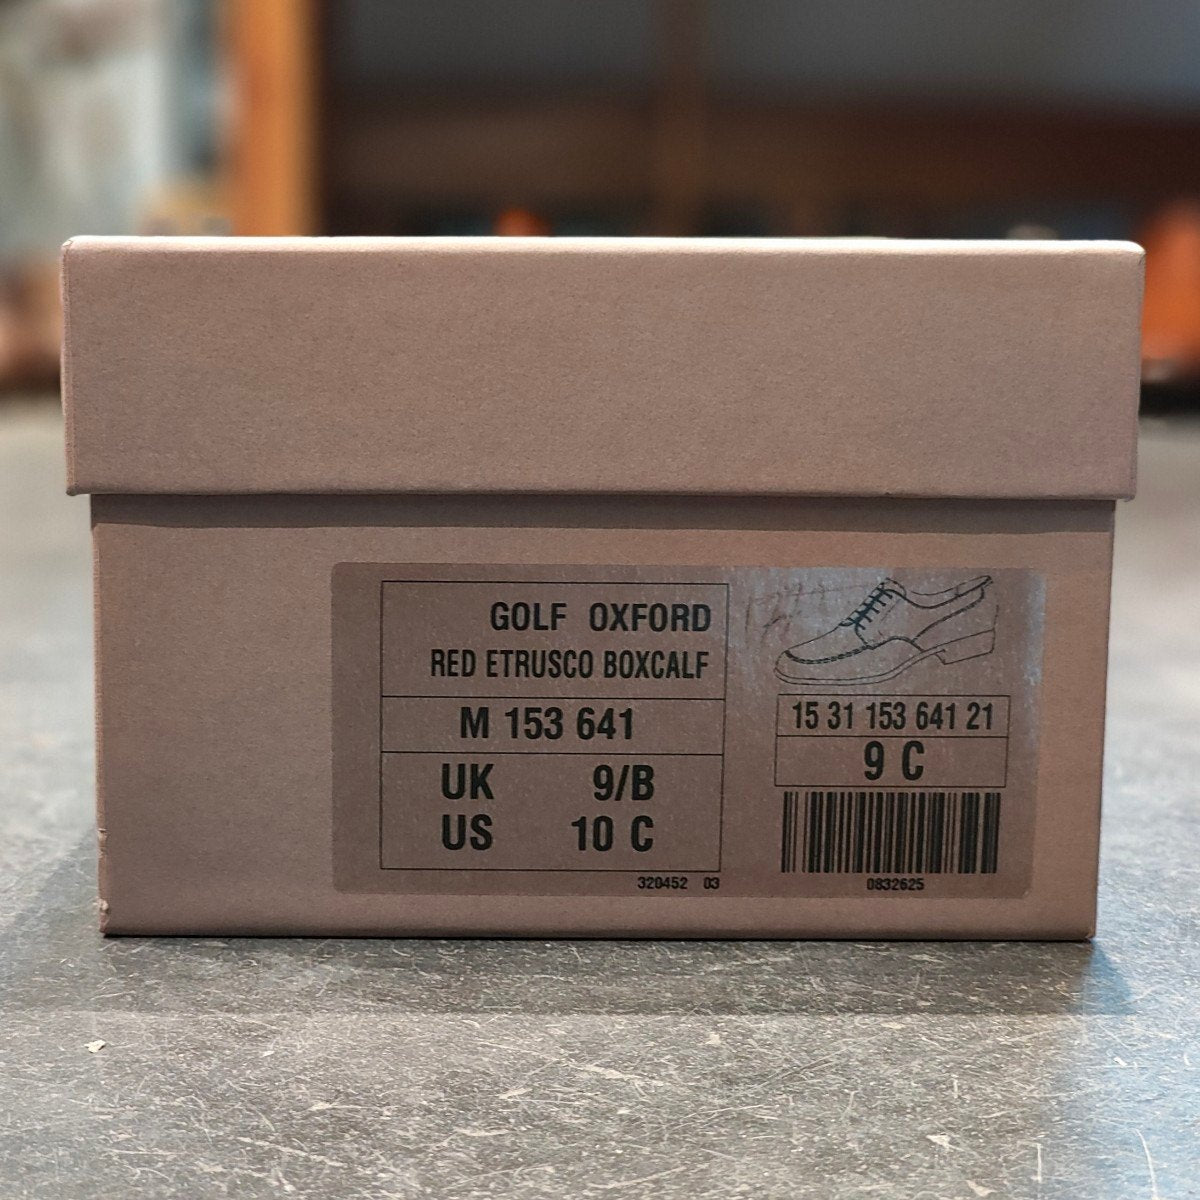 GOLF OXFORD
RED ETRUSCO BOXCALF
M 153 641
UK 9/B
US 10 C
320452 03
15 31 153 641 21
9 C
0832625